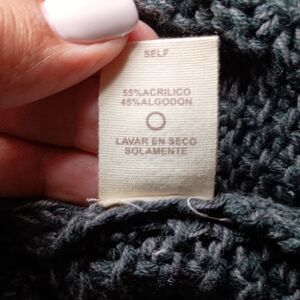 SELF
55%ACRILICO
45%ALGODON
LAVAR EN SECO
SOLAMENTE